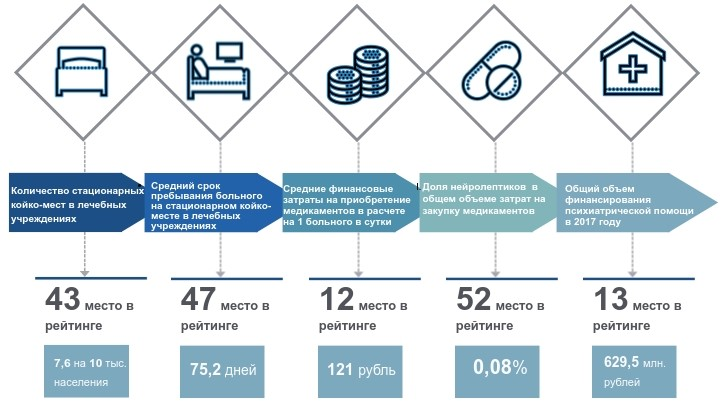 Количество стационарных
койко-мест в лечебных
учреждениях
Средний срок
пребывания больного
на стационарном койко-
месте в лечебных
учреждениях
Средние финансовые
затраты на приобретение
медикаментов в расчете
на 1 больного в сутки
Доля нейролептиков в
общем объеме затрат на
закупку медикаментов
Общий объем
финансирования
психиатрической помощи
в 2017 году
43 место в
рейтинге
47 место в
рейтинге
12 место в
рейтинге
52 место в
рейтинге
13 место в
рейтинге
7,6 на 10 тыс.
населения
75,2 дней
121 рубль
0,08%
629,5 млн.
рублей